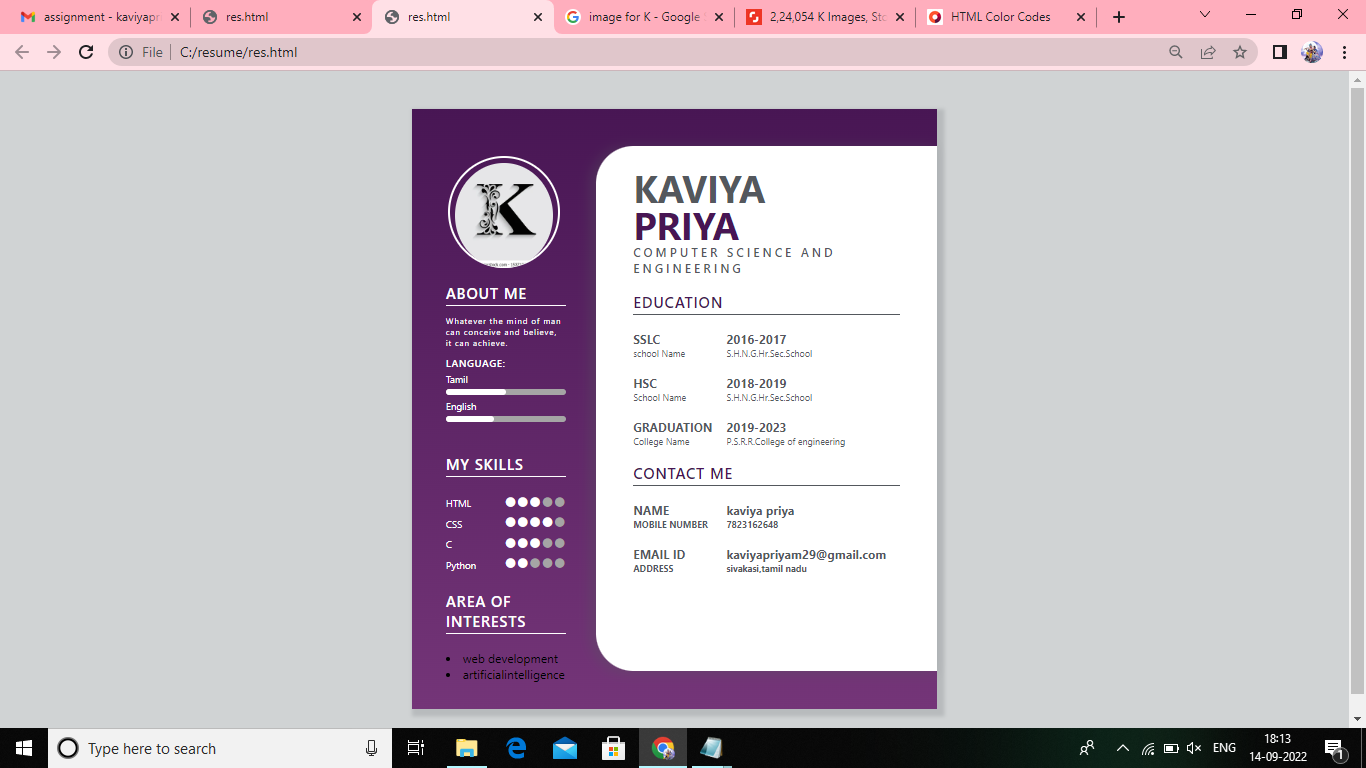 assignment - kaviyapr
res.html
res.html
image for K - Google
2,24,054 K Images, Sto
HTML Color Codes
File
C:/resume/res.html
K
KAVIYA
PRIYA
COMPUTER SCIENCE AND
ENGINEERING
ABOUT ME
Whatever the mind of man
can conceive and believe,
it can achieve.
LANGUAGE:
Tamil
English
MY SKILLS
HTML
CSS
C
Python
AREA OF
INTERESTS
• web development
• artificialintelligence
EDUCATION
SSLC 2016-2017
school Name S.H.N.G.Hr.Sec.School
HSC 2018-2019
School Name S.H.N.G.Hr.Sec.School
GRADUATION 2019-2023
College Name P.S.R.R.College of engineering
CONTACT ME
NAME kaviya priya
MOBILE NUMBER 7823162648
EMAIL ID kaviyapriyam29@gmail.com
ADDRESS sivakasi,tamil nadu
Type here to search
ENG
18:13
14-09-2022
1